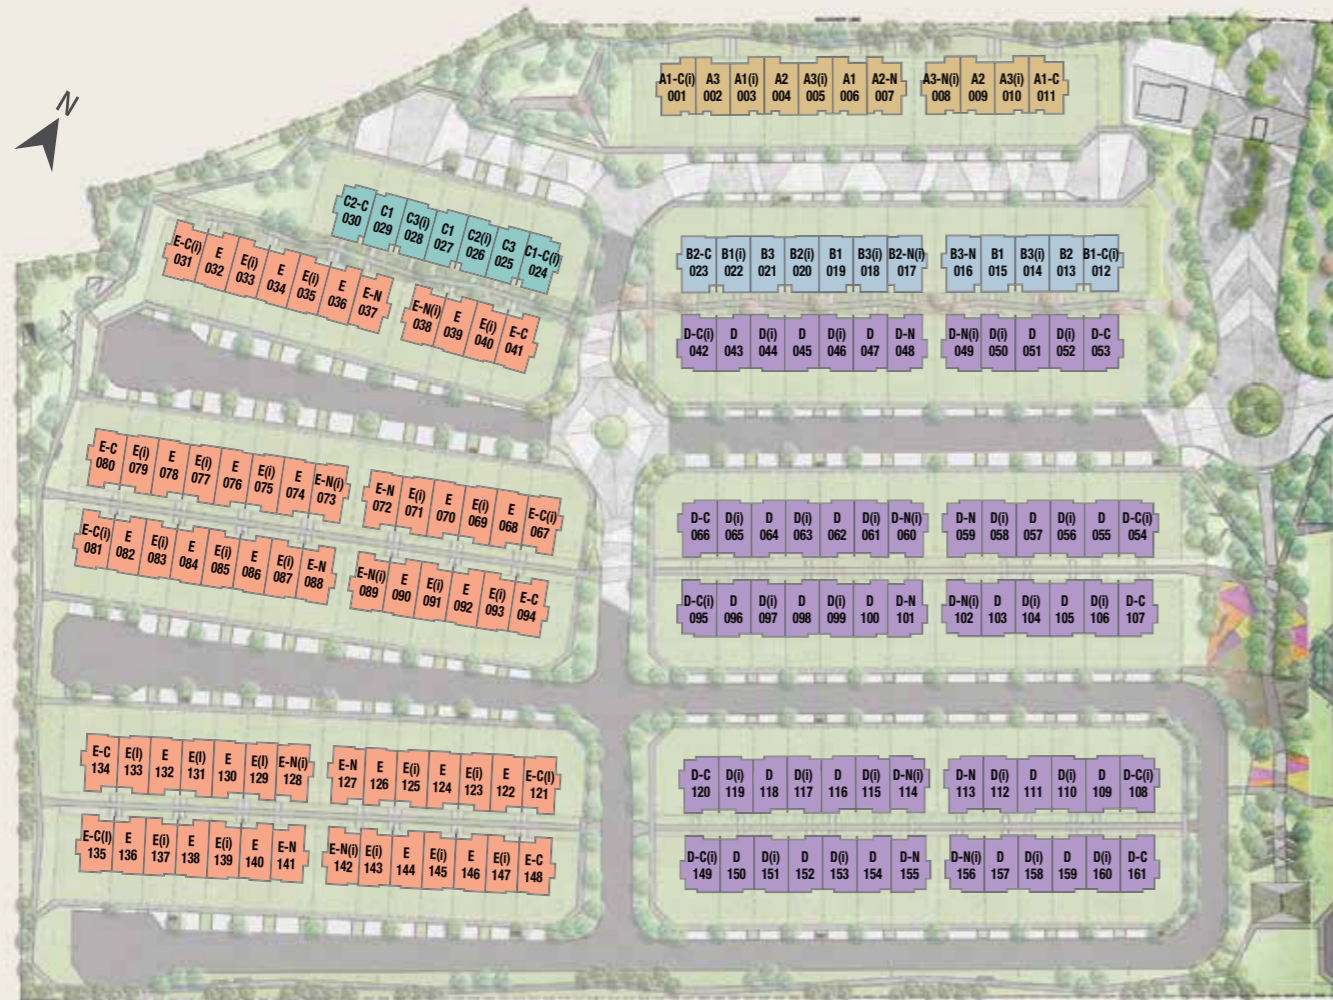 N
A1-C(i) A3 A1(i) A2 A3(i) A1 A2-N
001 002 003 004 005 006 007
A3-N(i) A2 A3(i) A1-C
008 009 010 011
C2-C C1 C3(i) C1 C2(i) C3 C1-C(i)
030 029 028 027 026 025 024
B2-C B1(i) B3 B2(i) B1 B3(i) B2-N(i)
023 022 021 020 019 018 017
B3-N B1 B3(i) B2 B1-C(i)
016 015 014 013 012
E-C(i) E E(i) E E(i) E E-N
031 032 033 034 035 036 037
E-N(i) E E(i) E-C
038 039 040 041
D-C(i) D D(i) D D(i) D D-N
042 043 044 045 046 047 048
D-N(i) D(i) D D(i) D-C
049 050 051 052 053
E-C E(i) E E(i) E E(i) E E-N(i)
080 079 078 077 076 075 074 073
E-N E(i) E E(i) E E-C(i)
072 071 070 069 068 067
D-C D(i) D D(i) D D(i) D-N(i)
066 065 064 063 062 061 060
D-N D(i) D D(i) D D-C(i)
059 058 057 056 055 054
E-C(i) E E(i) E E(i) E E(i) E-N
081 082 083 084 085 086 087 088
E-N(i) E E(i) E E(i) E-C
089 090 091 092 093 094
D-C(i) D D(i) D D(i) D D-N
095 096 097 098 099 100 101
D-N(i) D D(i) D D(i) D-C
102 103 104 105 106 107
E-C E(I) E E(I) E E(I) E-N(i)
134 133 132 131 130 129 128
E-N E E(i) E E(i) E E-C(I)
127 126 125 124 123 122 121
D-C D(i) D D(i) D D(i) D-N(i)
120 119 118 117 116 115 114
D-N D(i) D D(i) D D-C(i)
113 112 111 110 109 108
E-C(I) E E(i) E E(i) E E-N
135 136 137 138 139 140 141
E-N(i) E(i) E E(i) E E(i) E-C
142 143 144 145 146 147 148
D-C(i) D D(i) D D(i) D D-N
149 150 151 152 153 154 155
D-N(i) D D(i) D D(i) D-C
156 157 158 159 160 161